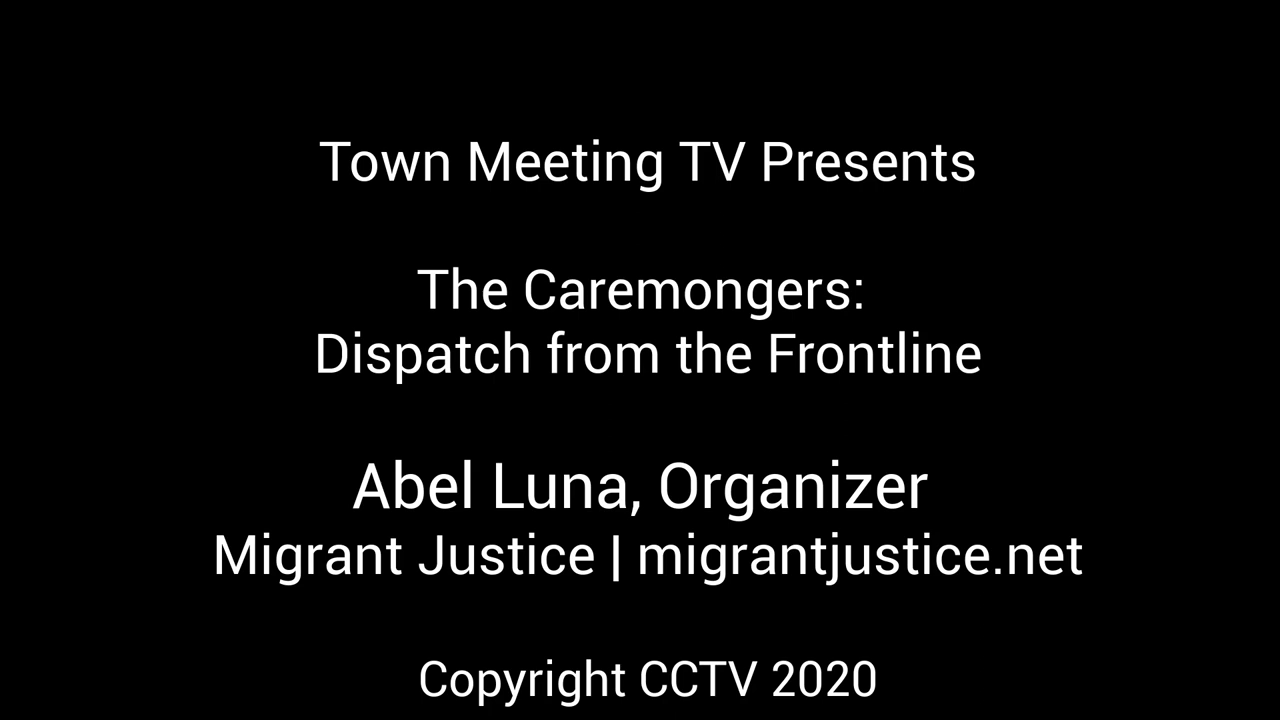 Town Meeting TV Presents
The Caremongers:
Dispatch from the Frontline
Abel Luna, Organizer
Migrant Justice | migrantjustice.net
Copyright CCTV 2020